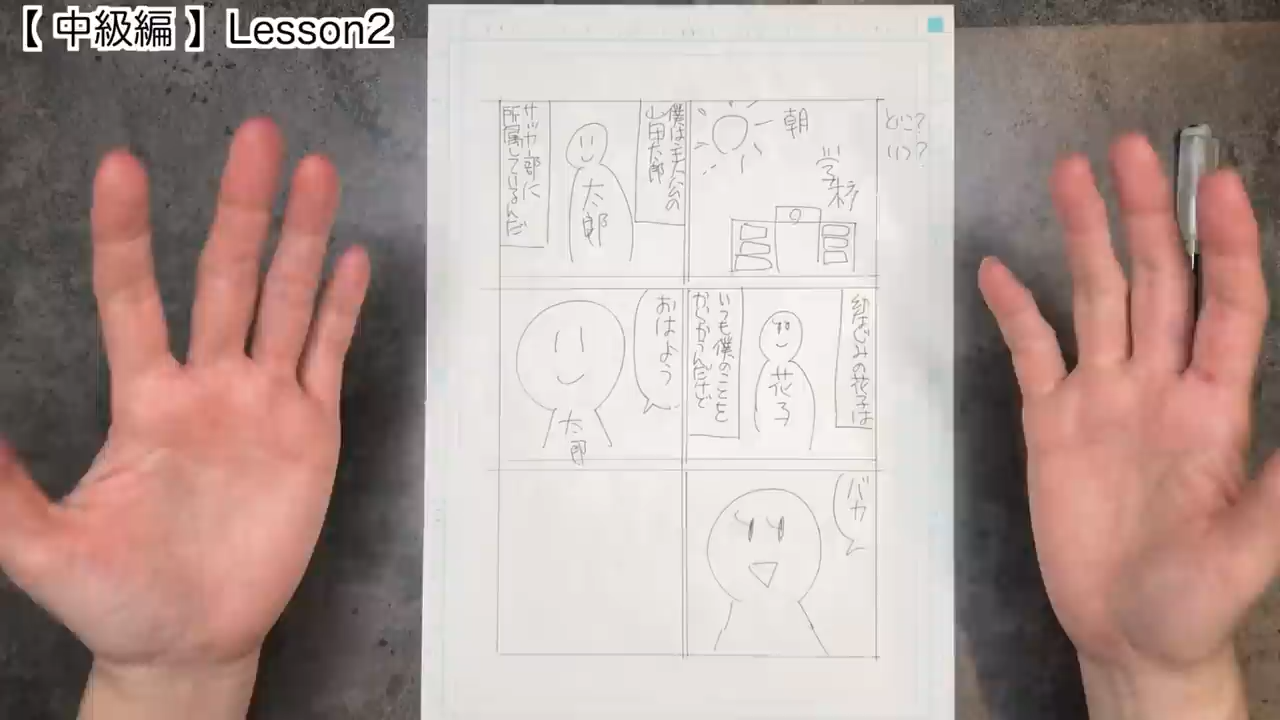 【 中級編 】 Lesson2
どこ?
いつ?
朝
学校
僕は主人公の
山田太郎
太郎
サッカー部に
所属しているんだ
幼なじみの花子は
花子
いつも僕のことを
からかうんだけど
おはよう
太郎
バカ